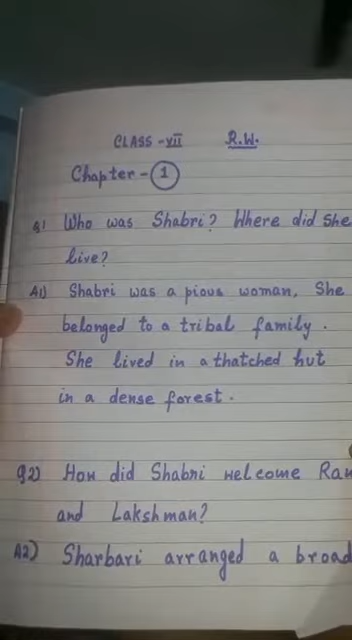 CLASS - VII R.W.
Chapter - 1
Q1 Who was Shabri? Where did She
live?
A1) Shabri was a pious woman. She
belonged to a tribal family.
She lived in a thatched hut
in a dense forest.
Q2) How did Shabri welcome Ram
and Lakshman?
A2) Sharbari arranged a broad